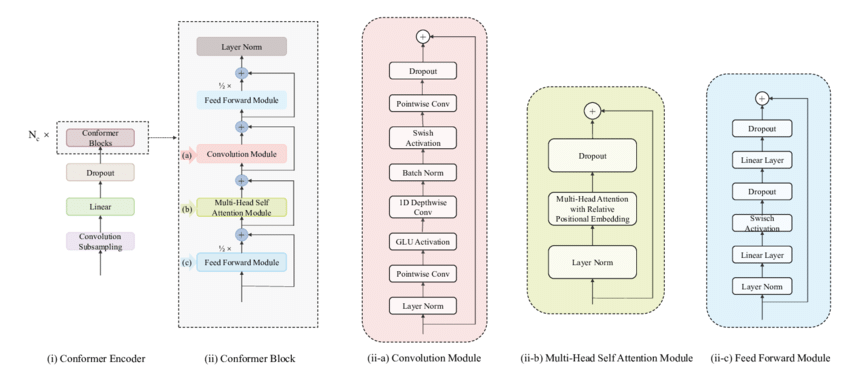 N_c ×
Conformer
Blocks
Dropout
Linear
Convolution
Subsampling
(i) Conformer Encoder
Layer Norm
+
½ ×
Feed Forward Module
+
(a)
Convolution Module
+
(b)
Multi-Head Self
Attention Module
+
½ ×
(c)
Feed Forward Module
(ii) Conformer Block
+
Dropout
Pointwise Conv
Swish
Activation
Batch Norm
1D Depthwise
Conv
GLU Activation
Pointwise Conv
Layer Norm
(ii-a) Convolution Module
+
Dropout
Multi-Head Attention
with Relative
Positional Embedding
Layer Norm
(ii-b) Multi-Head Self Attention Module
+
Dropout
Linear Layer
Dropout
Swisch
Activation
Linear Layer
Layer Norm
(ii-c) Feed Forward Module